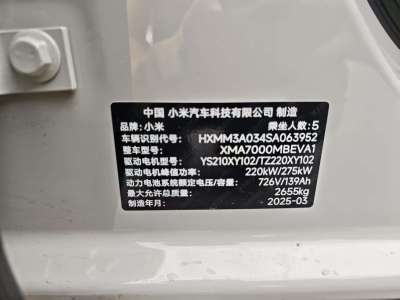 中国 小米汽车科技有限公司 制造
品牌：小米 乘坐人数：5
车辆识别代号： HXMM3A034SA063952
整车型号： XMA7000MBEVA1
驱动电机型号： YS210XY102/TZ220XY102
驱动电机峰值功率： 220kW/275kW
动力电池系统额定电压/容量： 726V/139Ah
最大允许总质量： 2655kg
制造年月： 2025-03